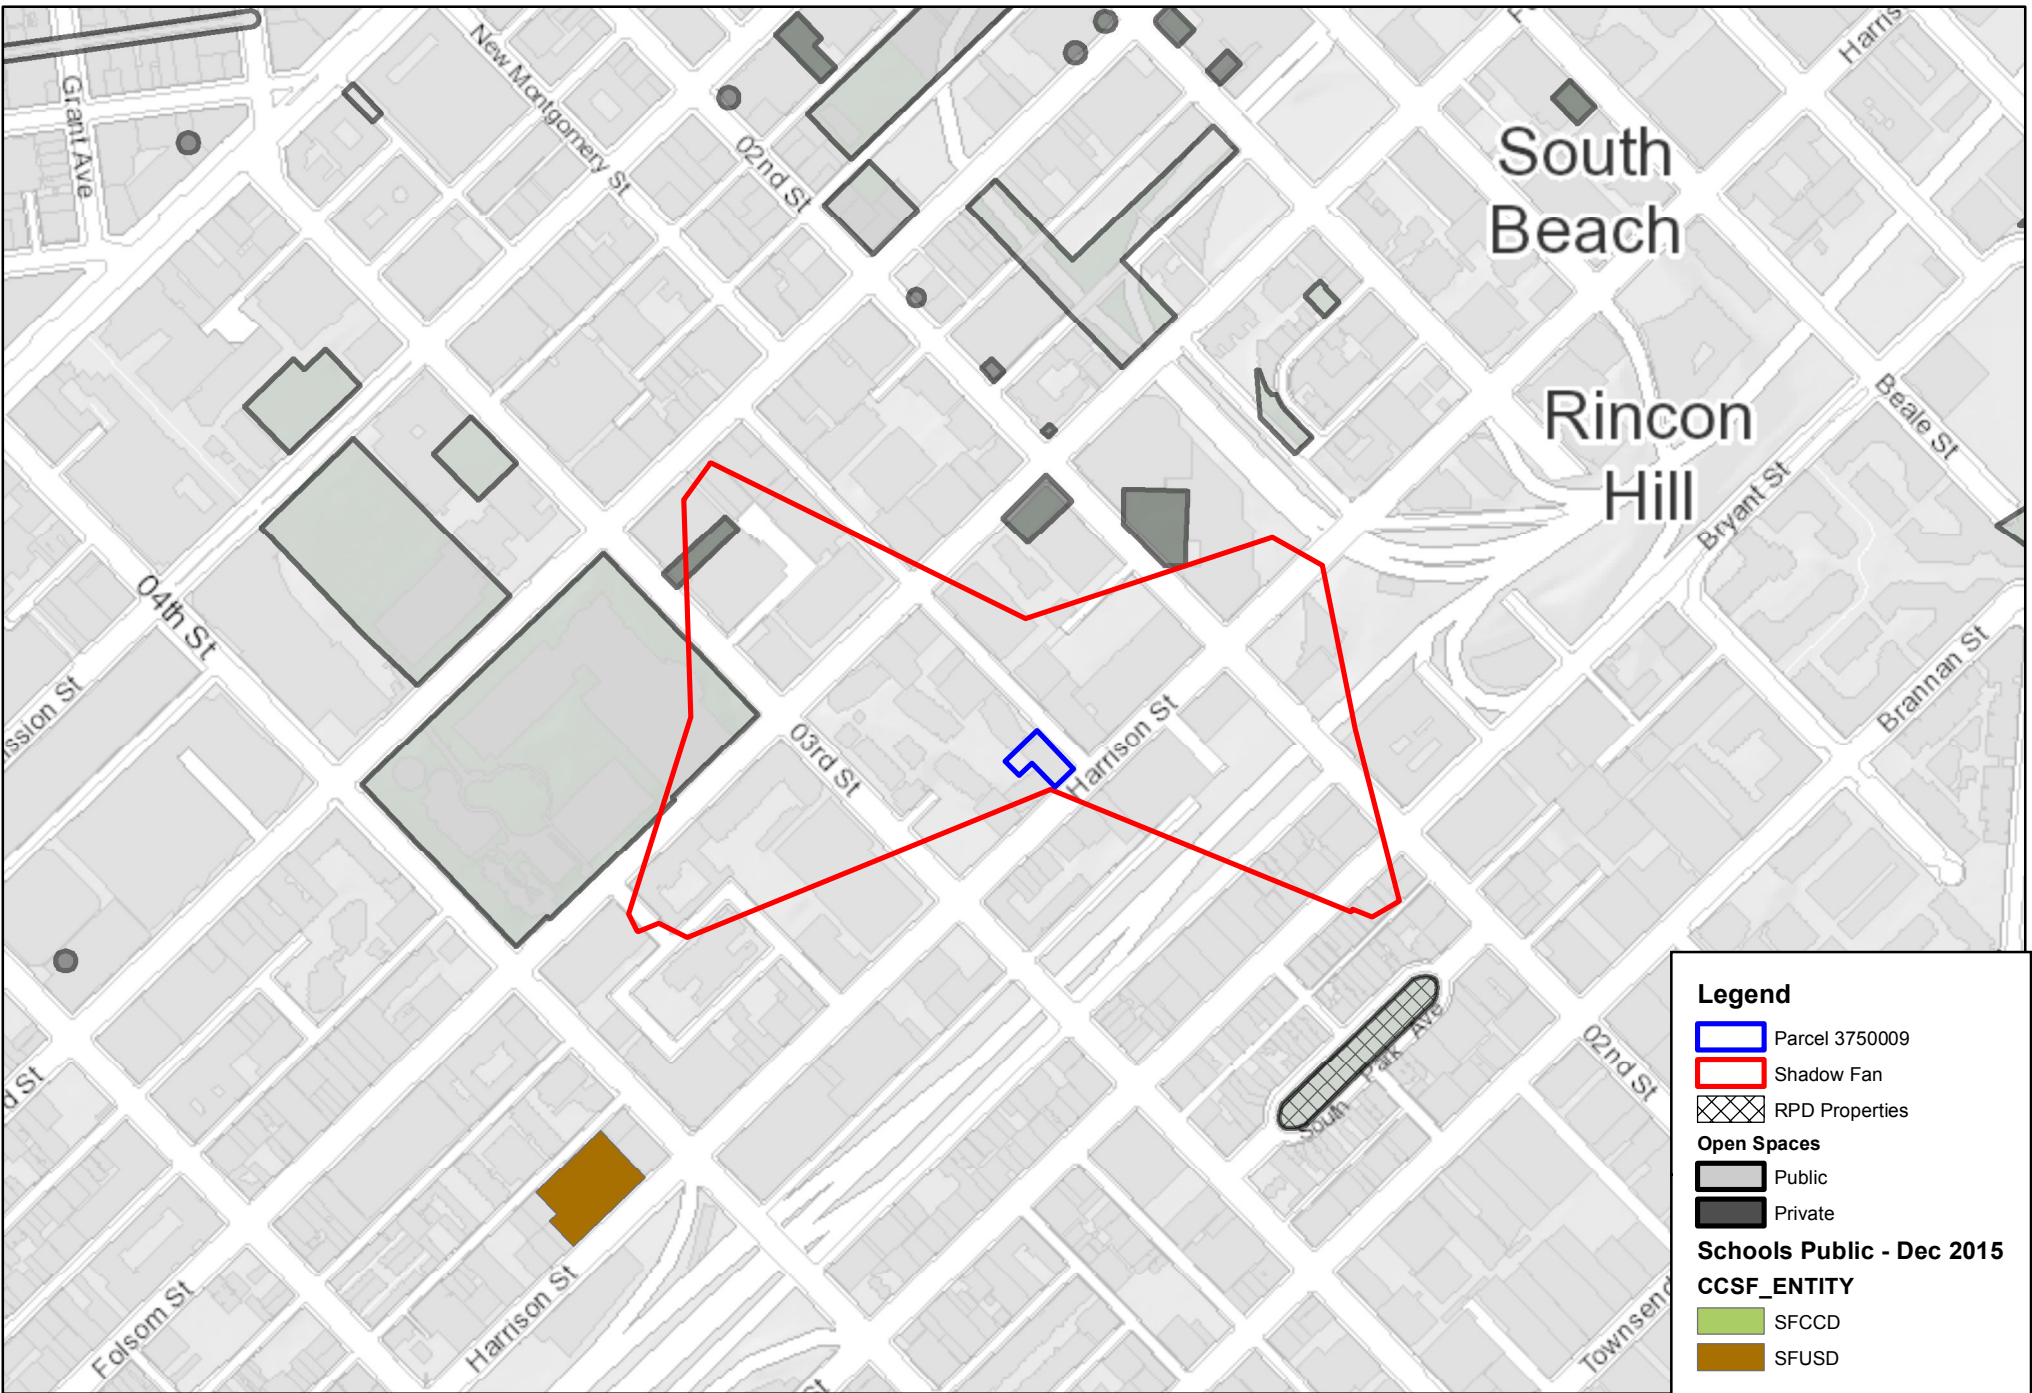 Grant Ave
New Montgomery St
02nd St
Harris
South
Beach
Rincon
Hill
Beale St
Bryant St
Brannan St
04th St
ission St
03rd St
Harrison St
South Park Ave
02nd St
d St
Folsom St
Harrison St
Townsend
St
Legend
Parcel 3750009
Shadow Fan
RPD Properties
Open Spaces
Public
Private
Schools Public - Dec 2015
CCSF_ENTITY
SFCCD
SFUSD